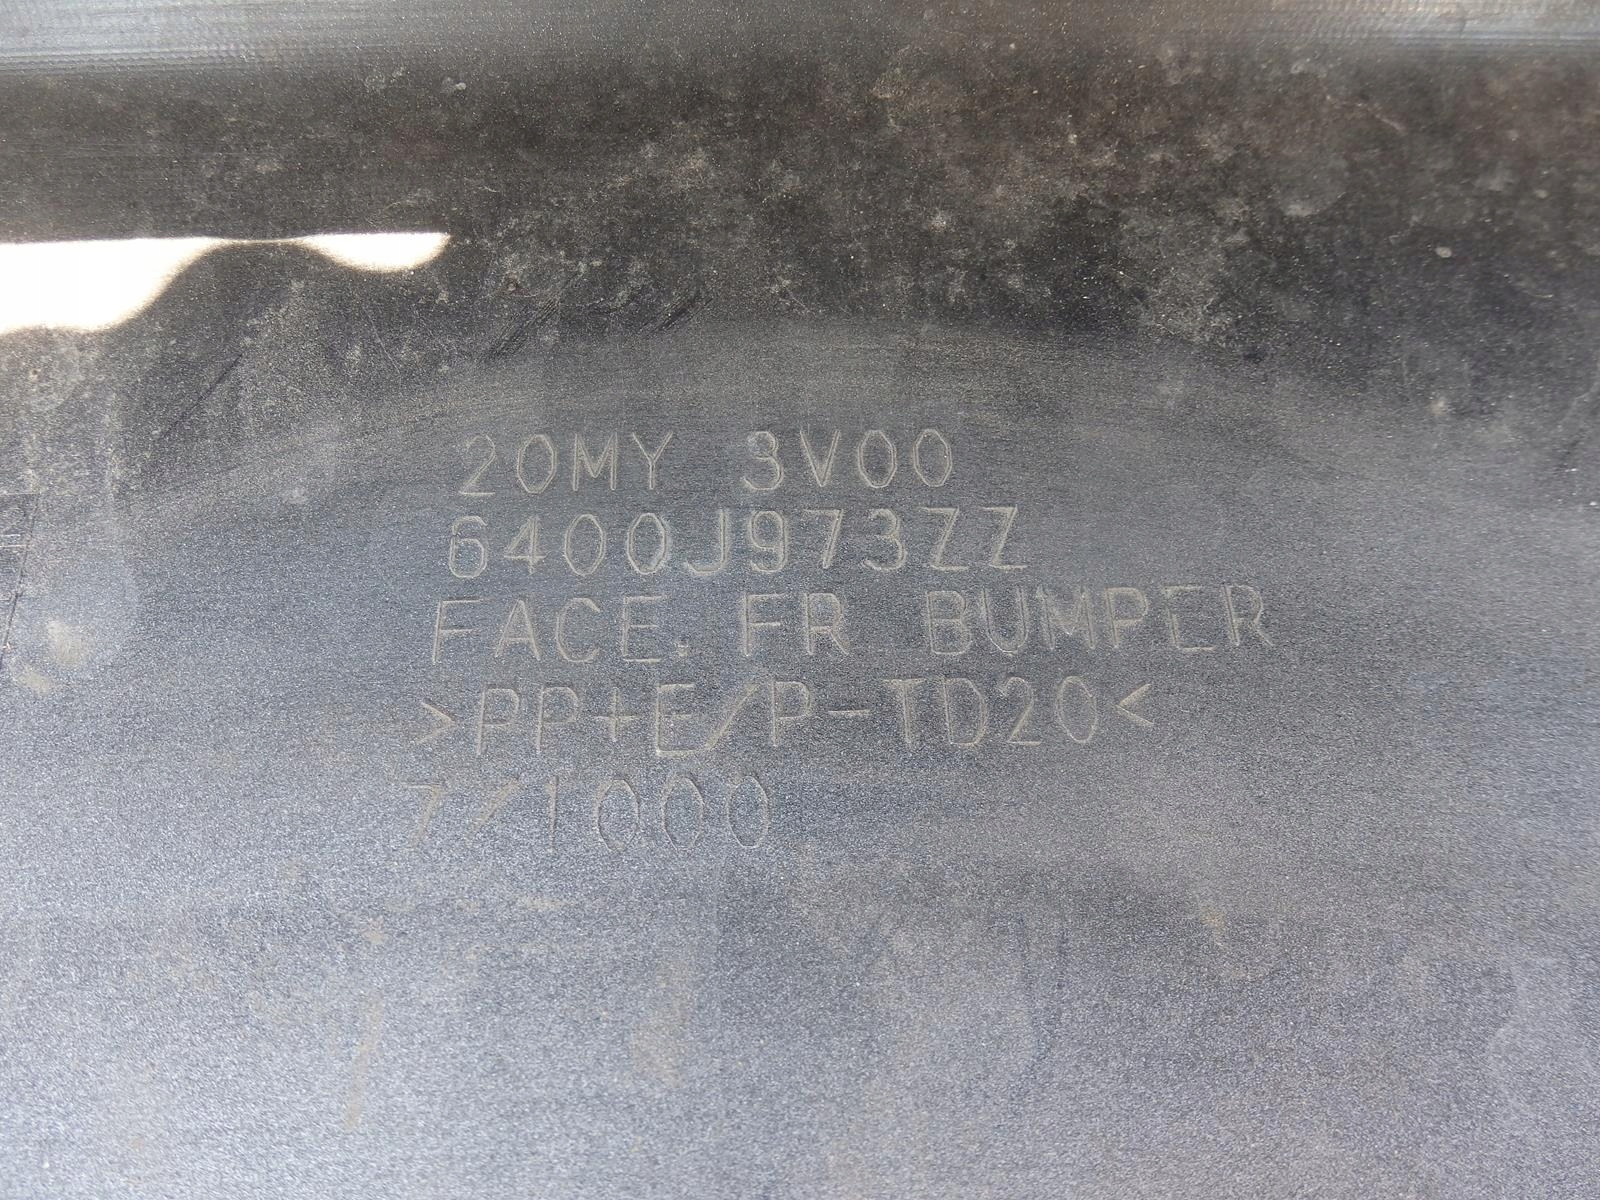 20MY 3V00
6400J973ZZ
FACE. FR BUMPER
>PP+E/P-TD20<
7/1000